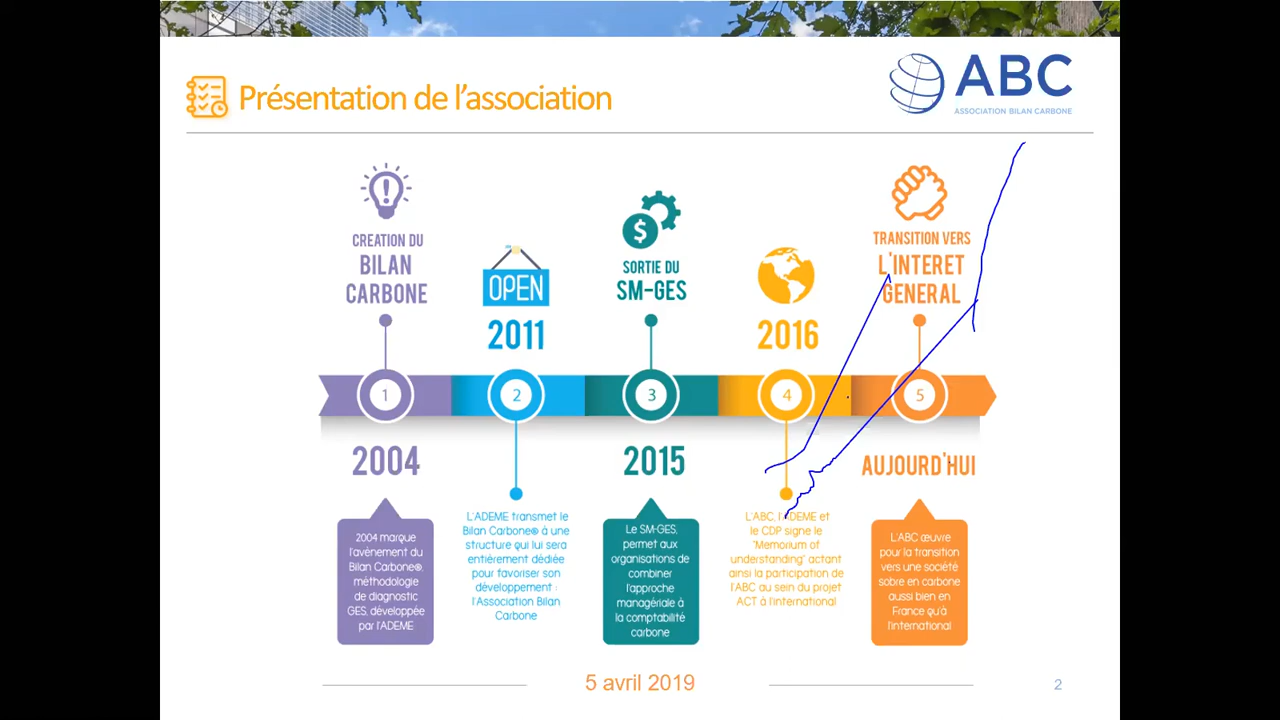 Présentation de l'association
ABC
ASSOCIATION BILAN CARBONE
CREATION DU
BILAN
CARBONE
1
2004
2004 marque
l'avènement du
Bilan Carbone®,
méthodologie
de diagnostic
GES, développée
par l'ADEME
OPEN
2011
2
L'ADEME transmet le
Bilan Carbone® à une
structure qui lui sera
entièrement dédiée
pour favoriser son
développement :
l'Association Bilan
Carbone
$
SORTIE DU
SM-GES
3
2015
Le SM-GES,
permet aux
organisations de
combiner
l'approche
managériale à
la comptabilité
carbone
2016
4
L'ABC, l'ADEME et
le CDP signe le
"Memorium of
understanding" actant
ainsi la participation de
l'ABC au sein du projet
ACT à l'international
TRANSITION VERS
L'INTERET
GENERAL
5
AUJOURD'HUI
L'ABC œuvre
pour la transition
vers une société
sobre en carbone
aussi bien en
France qu'à
l'international
5 avril 2019
2